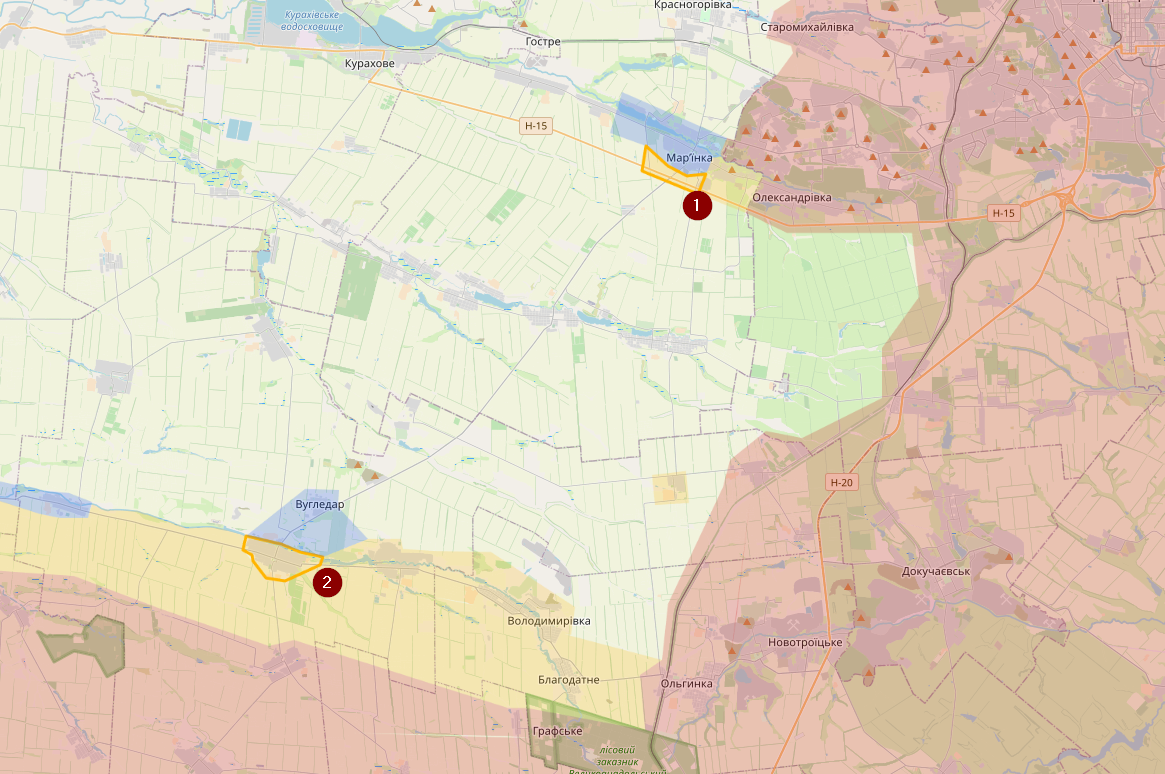 Красногорівка
Курахівське
водосховище
Старомихайлівка
Гостре
Курахове
Н-15
Мар'їнка
Олександрівка
1
Н-15
Н-20
Вугледар
2
Докучаєвськ
Володимирівка
Новотроїцьке
Благодатне
Ольгинка
Графське
лісовий
заказник